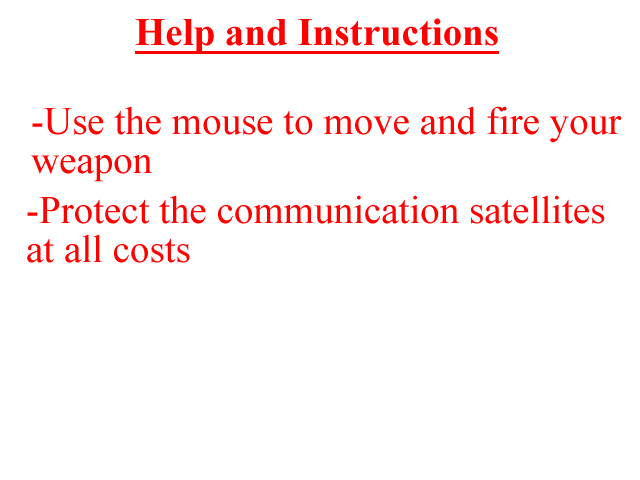 Help and Instructions
-Use the mouse to move and fire your
weapon
-Protect the communication satellites
at all costs